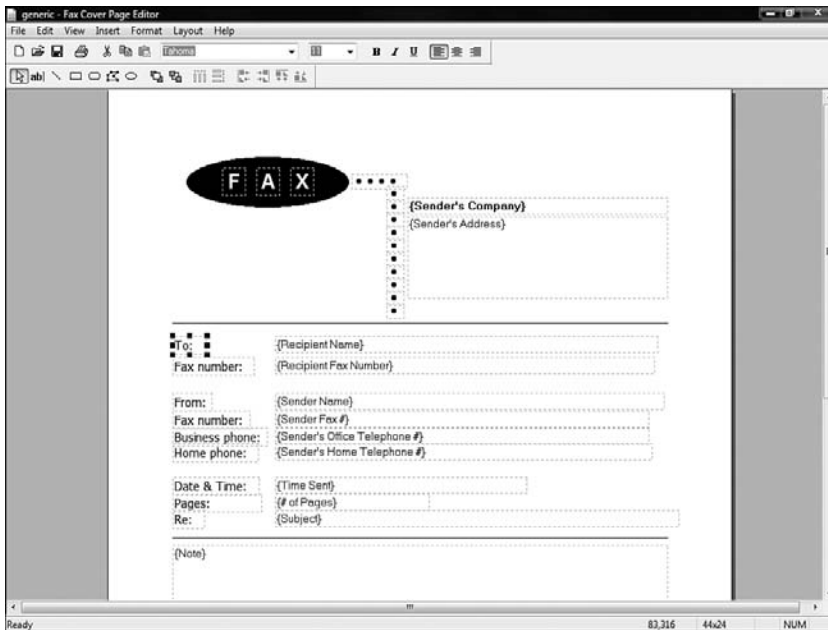 generic - Fax Cover Page Editor
File Edit View Insert Format Layout Help
Tahoma
B I U
ab|
F A X
{Sender's Company}
{Sender's Address}
To: {Recipient Name}
Fax number: {Recipient Fax Number}
From: {Sender Name}
Fax number: {Sender Fax #}
Business phone: {Sender's Office Telephone #}
Home phone: {Sender's Home Telephone #}
Date & Time: {Time Sent}
Pages: {# of Pages}
Re: {Subject}
{Note}
Ready 83,316 44x24 NUM